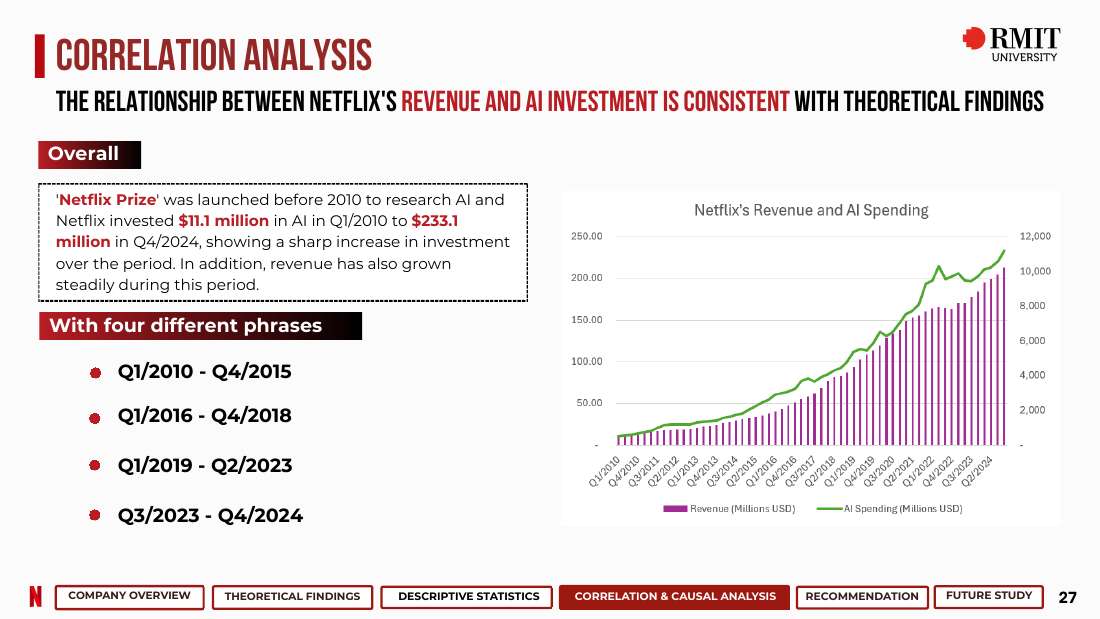 CORRELATION ANALYSIS
RMIT
UNIVERSITY
THE RELATIONSHIP BETWEEN NETFLIX'S REVENUE AND AI INVESTMENT IS CONSISTENT WITH THEORETICAL FINDINGS
Overall
'Netflix Prize' was launched before 2010 to research AI and
Netflix invested $11.1 million in AI in Q1/2010 to $233.1
million in Q4/2024, showing a sharp increase in investment
over the period. In addition, revenue has also grown
steadily during this period.
With four different phrases
Q1/2010 - Q4/2015
Q1/2016 - Q4/2018
Q1/2019 - Q2/2023
Q3/2023 - Q4/2024
Netflix's Revenue and AI Spending
250.00
200.00
150.00
100.00
50.00
-
12,000
10,000
8,000
6,000
4,000
2,000
-
Q1/2010
Q4/2010
Q3/2011
Q2/2012
Q1/2013
Q4/2013
Q3/2014
Q2/2015
Q1/2016
Q4/2016
Q3/2017
Q2/2018
Q1/2019
Q4/2019
Q3/2020
Q2/2021
Q1/2022
Q4/2022
Q3/2023
Q2/2024
Revenue (Millions USD)
AI Spending (Millions USD)
N
COMPANY OVERVIEW
THEORETICAL FINDINGS
DESCRIPTIVE STATISTICS
CORRELATION & CAUSAL ANALYSIS
RECOMMENDATION
FUTURE STUDY
27